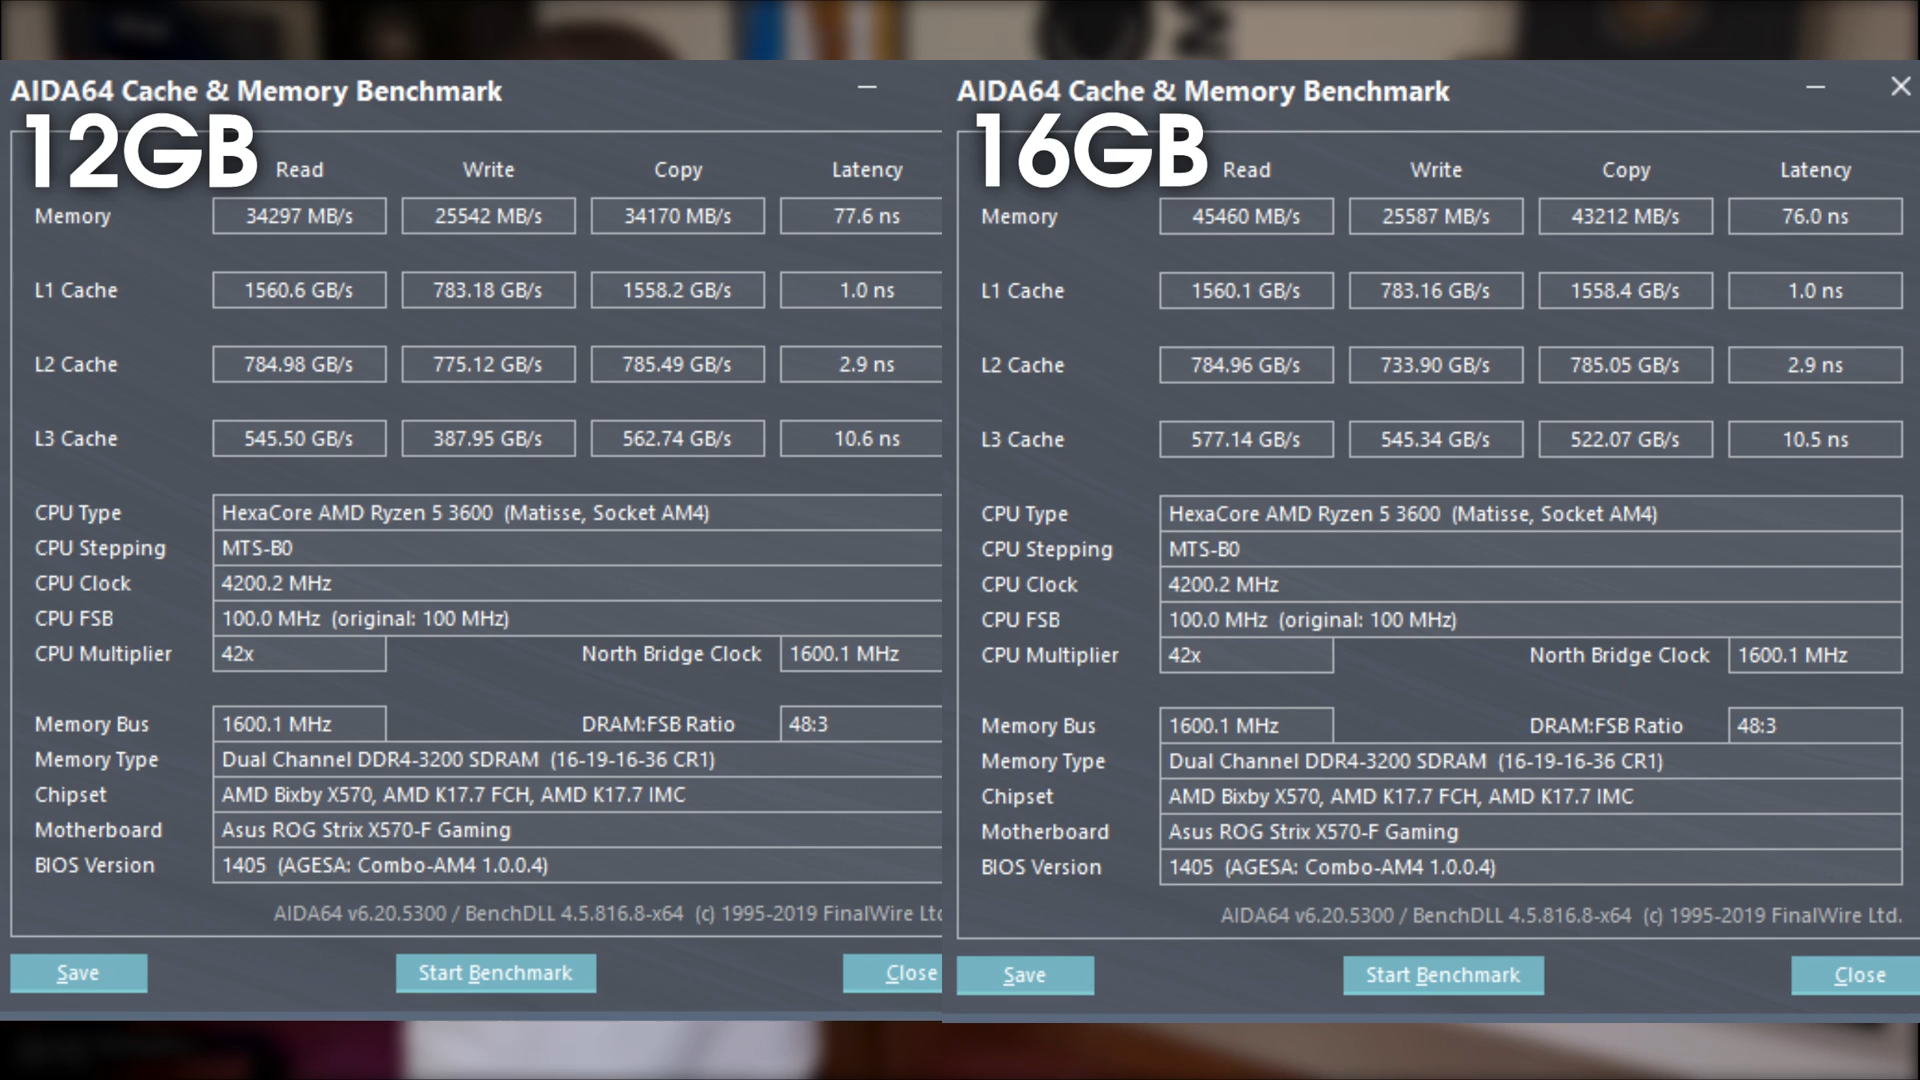 AIDA64 Cache & Memory Benchmark
12GB
Read Write Copy Latency
Memory 34297 MB/s 25542 MB/s 34170 MB/s 77.6 ns
L1 Cache 1560.6 GB/s 783.18 GB/s 1558.2 GB/s 1.0 ns
L2 Cache 784.98 GB/s 775.12 GB/s 785.49 GB/s 2.9 ns
L3 Cache 545.50 GB/s 387.95 GB/s 562.74 GB/s 10.6 ns
CPU Type HexaCore AMD Ryzen 5 3600 (Matisse, Socket AM4)
CPU Stepping MTS-B0
CPU Clock 4200.2 MHz
CPU FSB 100.0 MHz (original: 100 MHz)
CPU Multiplier 42x North Bridge Clock 1600.1 MHz
Memory Bus 1600.1 MHz DRAM:FSB Ratio 48:3
Memory Type Dual Channel DDR4-3200 SDRAM (16-19-16-36 CR1)
Chipset AMD Bixby X570, AMD K17.7 FCH, AMD K17.7 IMC
Motherboard Asus ROG Strix X570-F Gaming
BIOS Version 1405 (AGESA: Combo-AM4 1.0.0.4)
AIDA64 v6.20.5300 / BenchDLL 4.5.816.8-x64 (c) 1995-2019 FinalWire Ltd
Save Start Benchmark Close
AIDA64 Cache & Memory Benchmark
16GB
Read Write Copy Latency
Memory 45460 MB/s 25587 MB/s 43212 MB/s 76.0 ns
L1 Cache 1560.1 GB/s 783.16 GB/s 1558.4 GB/s 1.0 ns
L2 Cache 784.96 GB/s 733.90 GB/s 785.05 GB/s 2.9 ns
L3 Cache 577.14 GB/s 545.34 GB/s 522.07 GB/s 10.5 ns
CPU Type HexaCore AMD Ryzen 5 3600 (Matisse, Socket AM4)
CPU Stepping MTS-B0
CPU Clock 4200.2 MHz
CPU FSB 100.0 MHz (original: 100 MHz)
CPU Multiplier 42x North Bridge Clock 1600.1 MHz
Memory Bus 1600.1 MHz DRAM:FSB Ratio 48:3
Memory Type Dual Channel DDR4-3200 SDRAM (16-19-16-36 CR1)
Chipset AMD Bixby X570, AMD K17.7 FCH, AMD K17.7 IMC
Motherboard Asus ROG Strix X570-F Gaming
BIOS Version 1405 (AGESA: Combo-AM4 1.0.0.4)
AIDA64 v6.20.5300 / BenchDLL 4.5.816.8-x64 (c) 1995-2019 FinalWire Ltd.
Save Start Benchmark Close